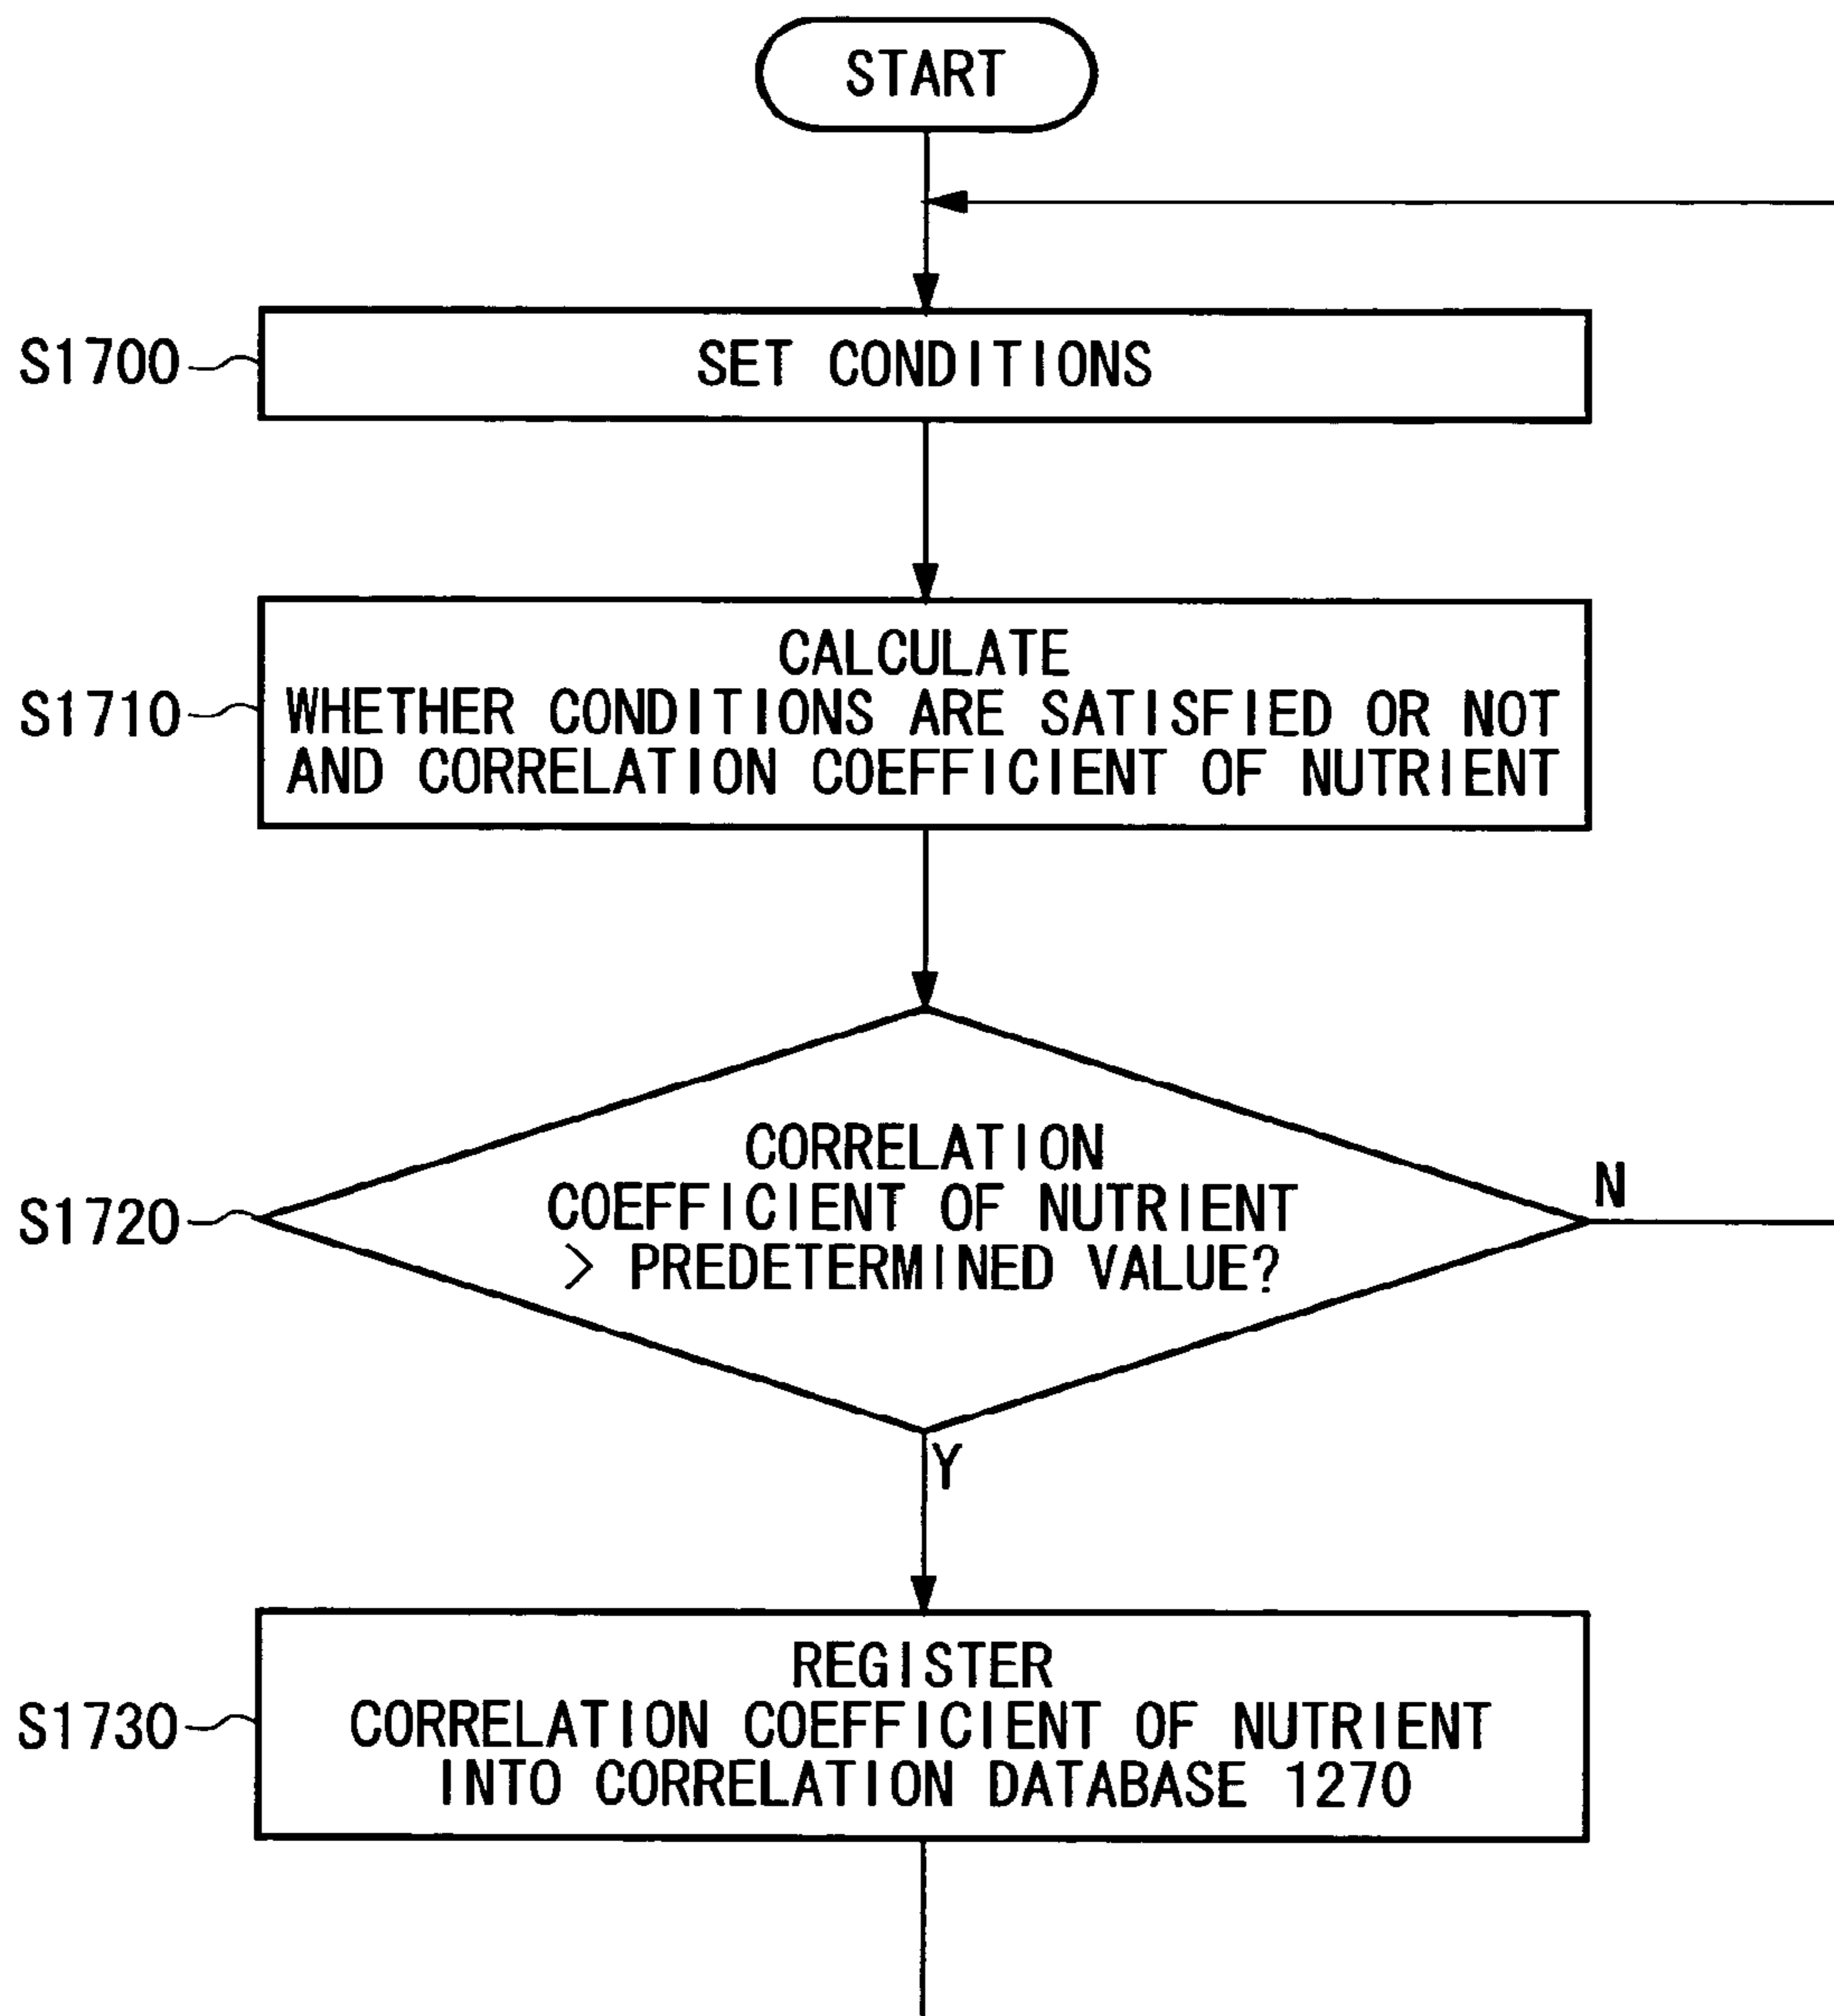 START
S1700
SET CONDITIONS
CALCULATE
S1710
WHETHER CONDITIONS ARE SATISFIED OR NOT
AND CORRELATION COEFFICIENT OF NUTRIENT
CORRELATION
COEFFICIENT OF NUTRIENT
> PREDETERMINED VALUE?
S1720
N
Y
REGISTER
S1730
CORRELATION COEFFICIENT OF NUTRIENT
INTO CORRELATION DATABASE 1270